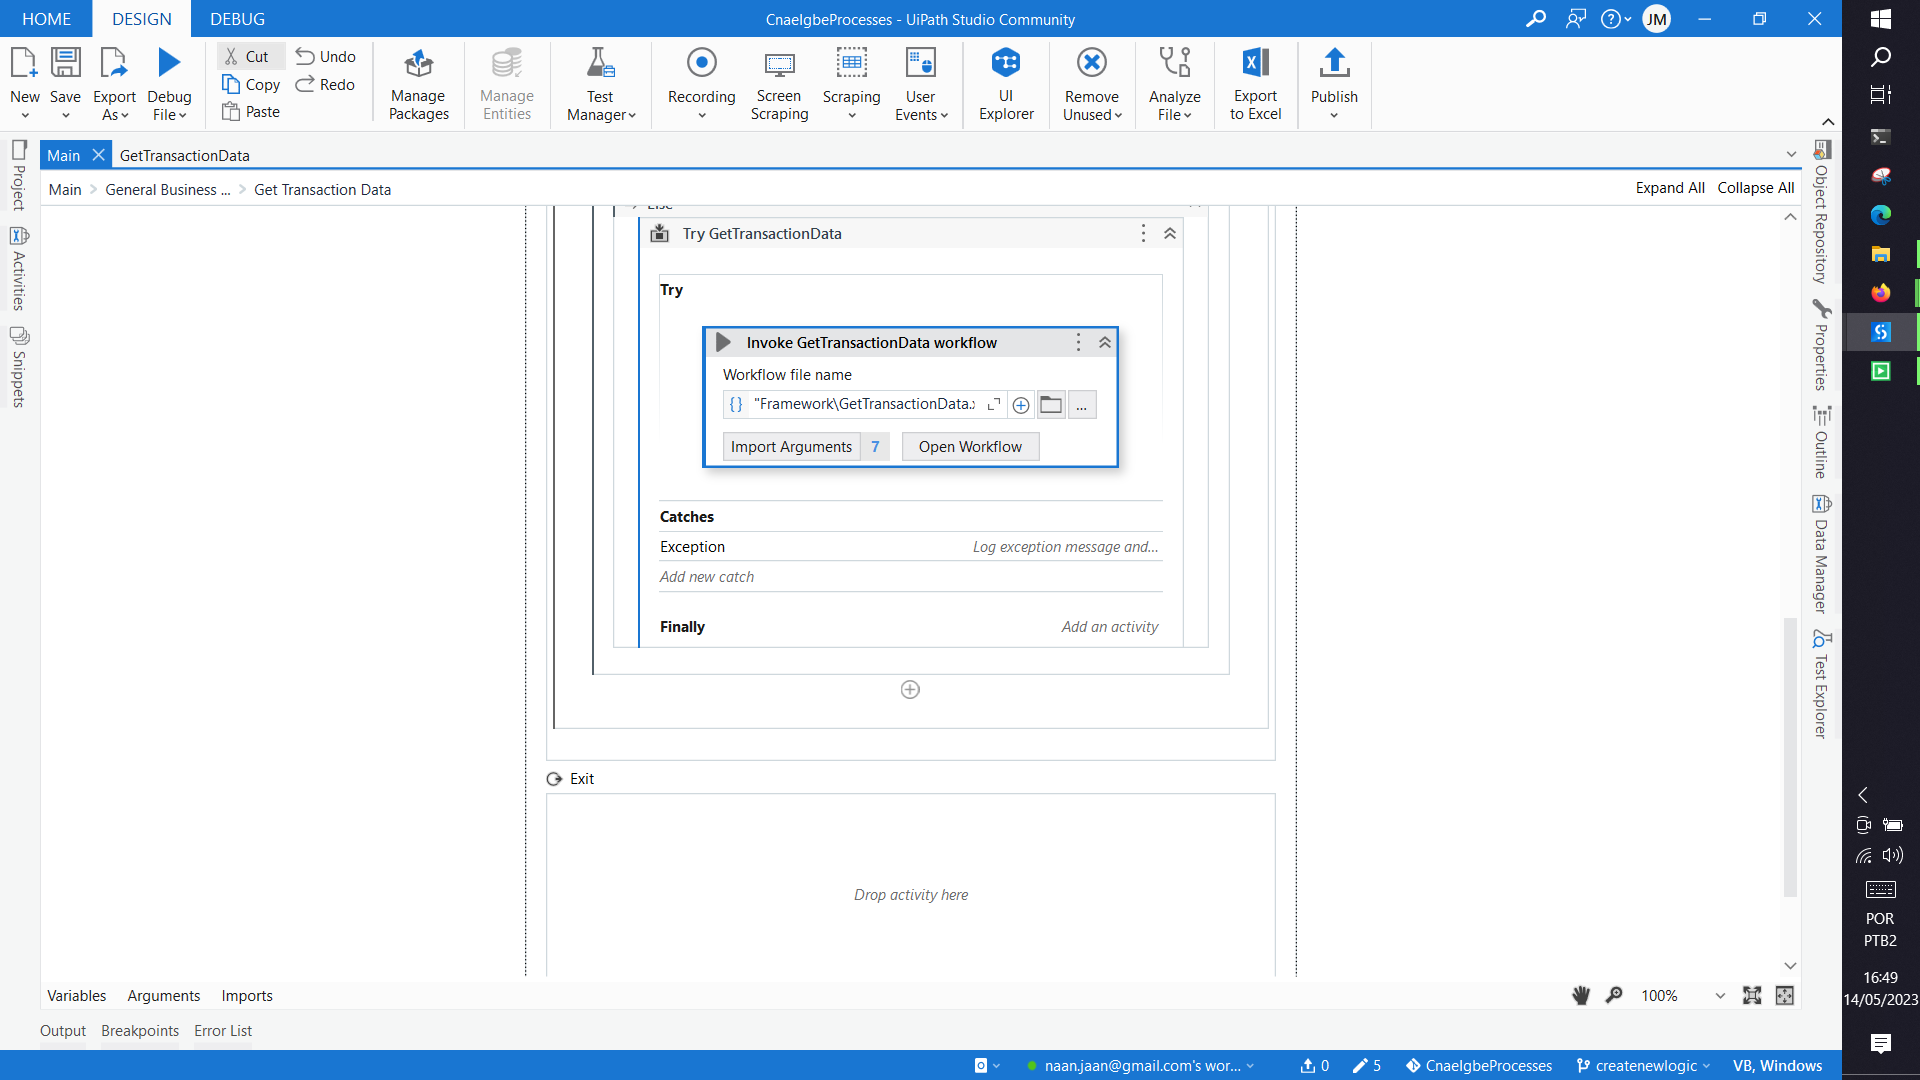 HOME DESIGN DEBUG
CnaeIgbeProcesses - UiPath Studio Community
JM
New
Save
Export As
Debug File
Cut
Copy
Paste
Undo
Redo
Manage Packages
Manage Entities
Test Manager
Recording
Screen Scraping
Scraping
User Events
UI Explorer
Remove Unused
Analyze File
Export to Excel
Publish
Main
GetTransactionData
Main > General Business ... > Get Transaction Data
Expand All Collapse All
Project
Activities
Snippets
Else
Try GetTransactionData
Try
Invoke GetTransactionData workflow
Workflow file name
{} "Framework\GetTransactionData.x
...
Import Arguments 7
Open Workflow
Catches
Exception Log exception message and...
Add new catch
Finally Add an activity
Exit
Drop activity here
Object Repository
Properties
Outline
Data Manager
Test Explorer
Variables Arguments Imports
100%
Output Breakpoints Error List
naan.jaan@gmail.com's wor...
0
5
CnaeIgbeProcesses
createnewlogic
VB, Windows
POR
PTB2
16:49
14/05/2023